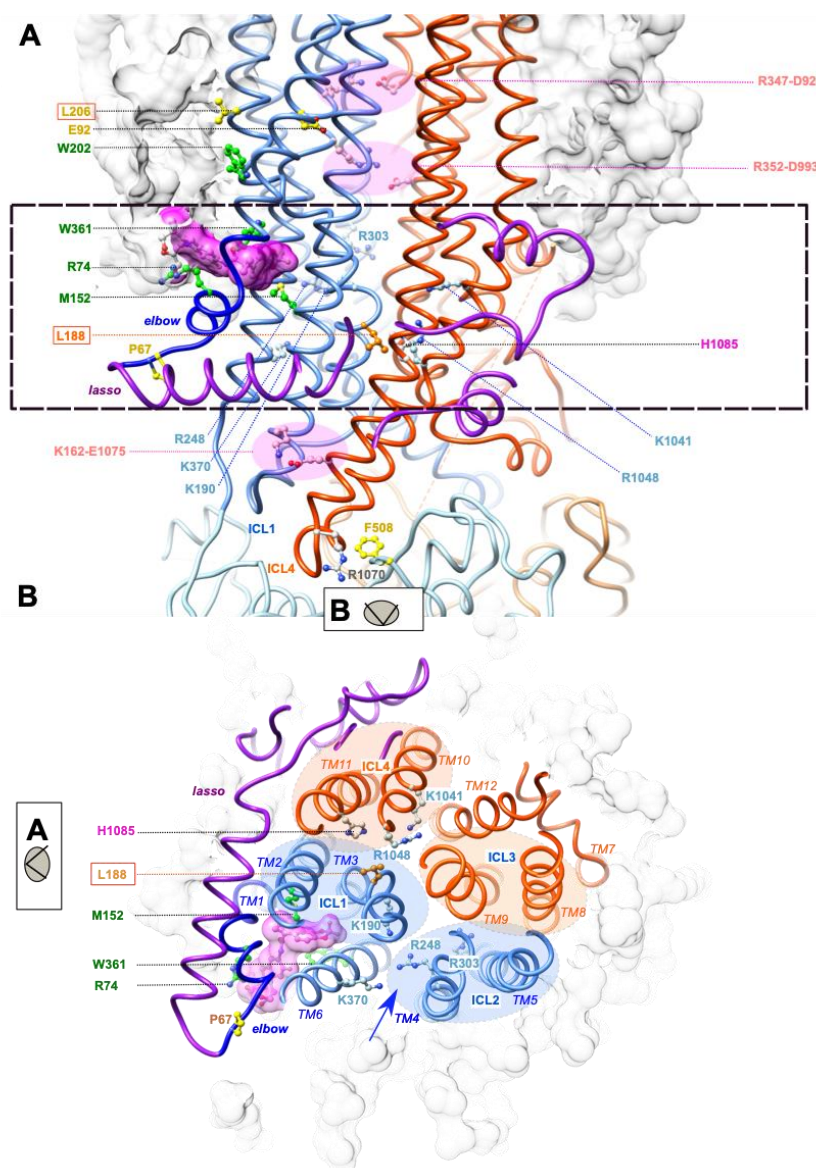 A
R347-D924
L206
E92
W202
R352-D993
W361
R303
R74
M152
elbow
L188
H1085
P67
lasso
R248
K1041
K162-E1075
K370
R1048
K190
ICL1
F508
ICL4
R1070
B
B
TM11
ICL4
TM10
TM12
lasso
K1041
A
H1085
R1048
ICL3
TM7
TM2
TM3
L188
TM1
ICL1
TM9
TM8
M152
K190
R248
W361
R303
R74
K370
ICL2
TM5
P67
TM6
TM4
elbow